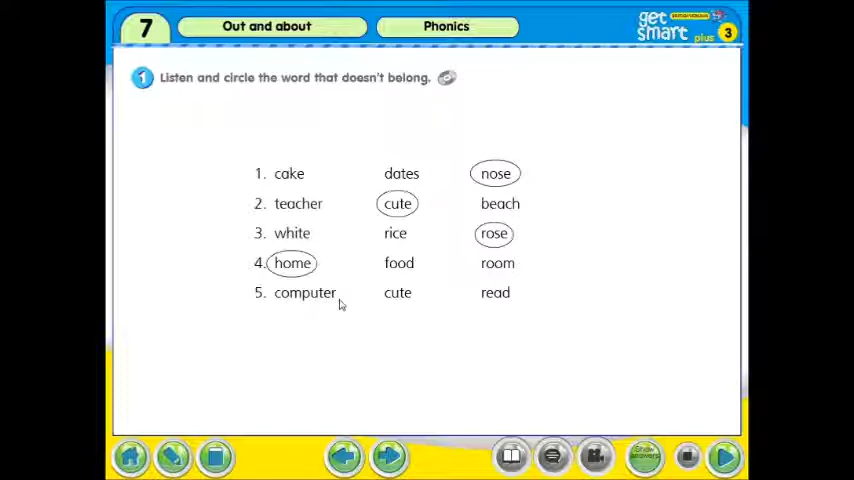 7 Out and about Phonics get smart plus 3
1 Listen and circle the word that doesn't belong.
1. cake dates nose
2. teacher cute beach
3. white rice rose
4. home food room
5. computer cute read
Show answers